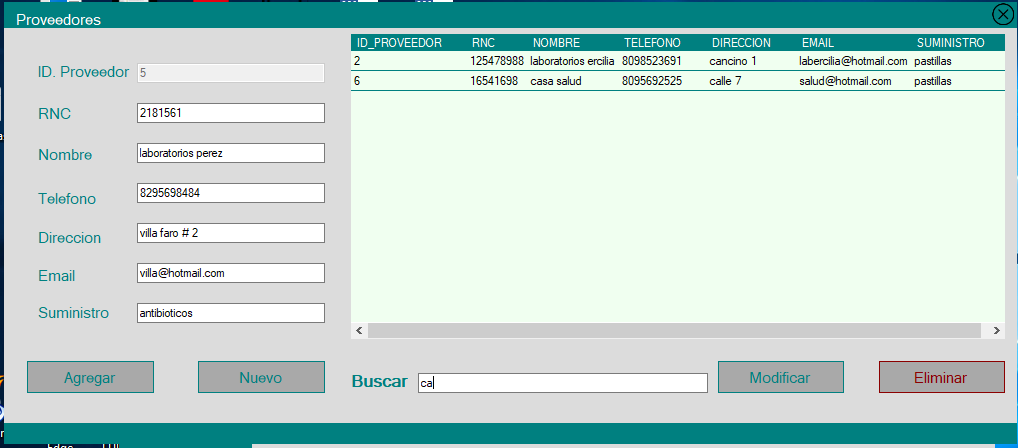 Proveedores
ID. Proveedor 5
RNC 2181561
Nombre laboratorios perez
Telefono 8295698484
Direccion villa faro # 2
Email villa@hotmail.com
Suministro antibioticos
Agregar Nuevo
ID_PROVEEDOR RNC NOMBRE TELEFONO DIRECCION EMAIL SUMINISTRO
2 125478988 laboratorios ercilia 8098523691 cancino 1 labercilia@hotmail.com pastillas
6 16541698 casa salud 8095692525 calle 7 salud@hotmail.com pastillas
Buscar ca
Modificar Eliminar